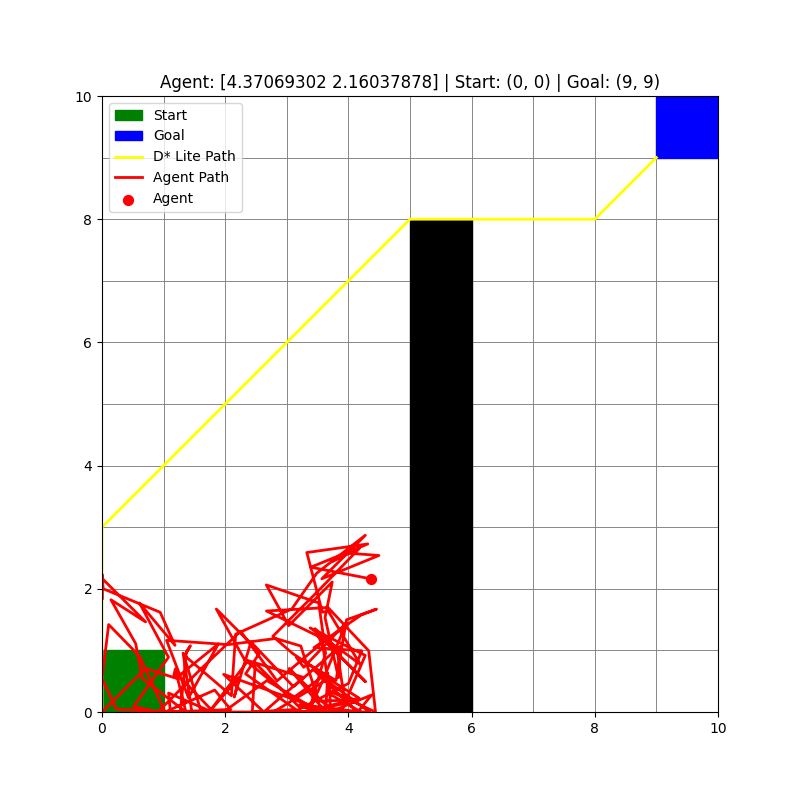 Agent: [4.37069302 2.16037878] | Start: (0, 0) | Goal: (9, 9)
10
Start
Goal
D* Lite Path
Agent Path
Agent
8
6
4
2
0
0 2 4 6 8 10